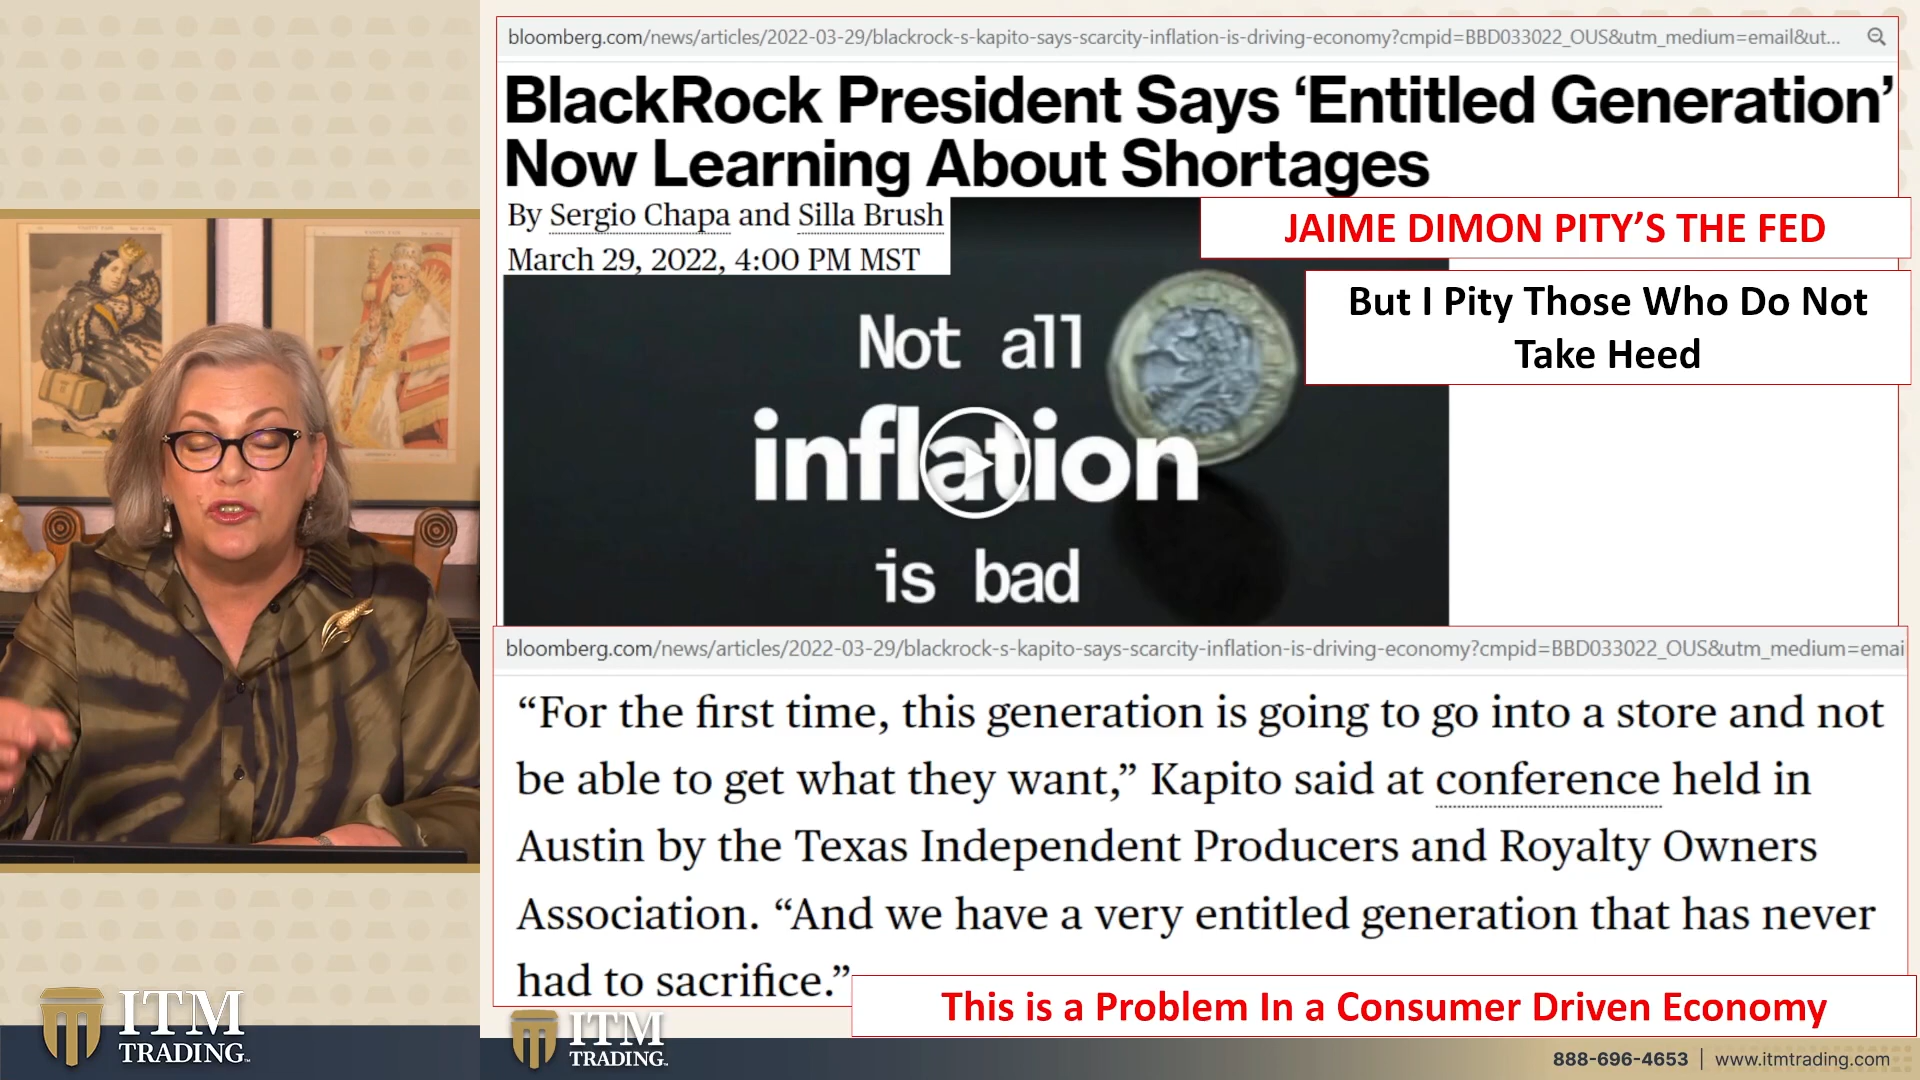 bloomberg.com/news/articles/2022-03-29/blackrock-s-kapito-says-scarcity-inflation-is-driving-economy?cmpid=BBD033022_OUS&utm_medium=email&ut...
BlackRock President Says ‘Entitled Generation’
Now Learning About Shortages
By Sergio Chapa and Silla Brush
March 29, 2022, 4:00 PM MST
JAIME DIMON PITY’S THE FED
But I Pity Those Who Do Not
Take Heed
Not all
inflation
is bad
bloomberg.com/news/articles/2022-03-29/blackrock-s-kapito-says-scarcity-inflation-is-driving-economy?cmpid=BBD033022_OUS&utm_medium=emai
“For the first time, this generation is going to go into a store and not
be able to get what they want,” Kapito said at conference held in
Austin by the Texas Independent Producers and Royalty Owners
Association. “And we have a very entitled generation that has never
had to sacrifice.”
This is a Problem In a Consumer Driven Economy
ITM
TRADING™
ITM
TRADING™
888-696-4653 | www.itmtrading.com